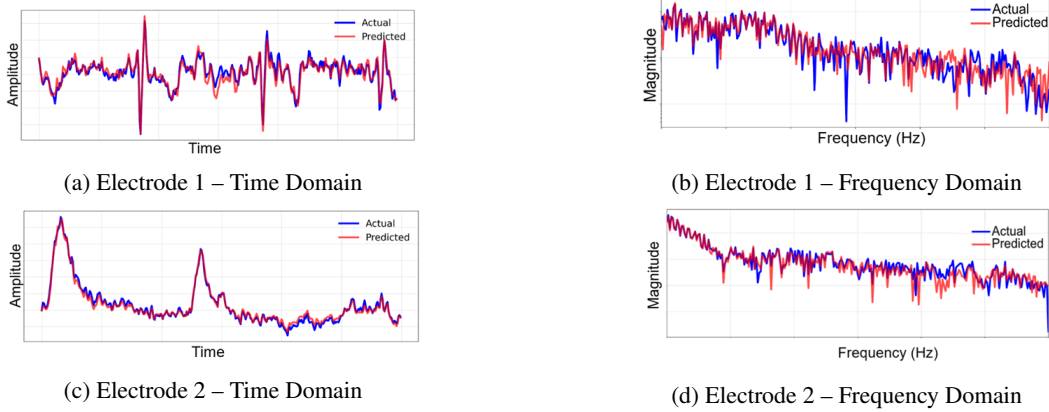 Actual
Predicted
Amplitude
Time
(a) Electrode 1 – Time Domain
Actual
Predicted
Magnitude
Frequency (Hz)
(b) Electrode 1 – Frequency Domain
Actual
Predicted
Amplitude
Time
(c) Electrode 2 – Time Domain
Actual
Predicted
Magnitude
Frequency (Hz)
(d) Electrode 2 – Frequency Domain